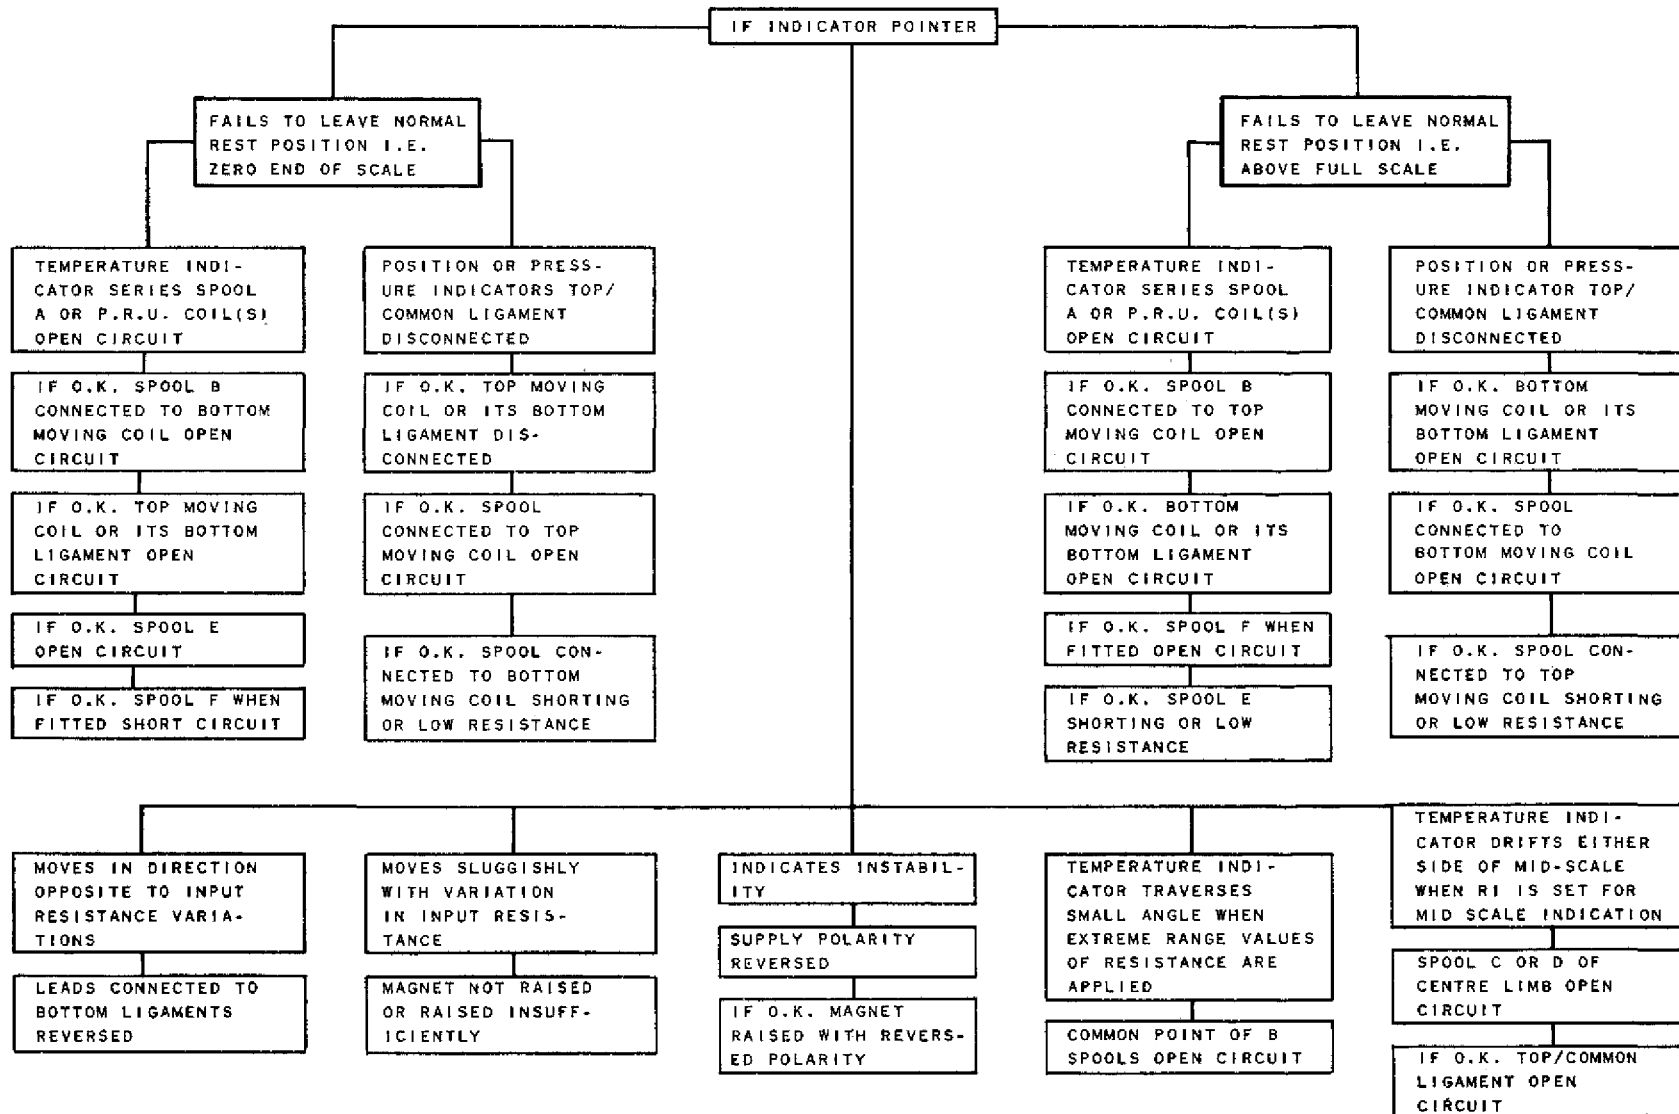 IF INDICATOR POINTER
FAILS TO LEAVE NORMAL
REST POSITION I.E.
ZERO END OF SCALE
TEMPERATURE INDI-
CATOR SERIES SPOOL
A OR P.R.U. COIL(S)
OPEN CIRCUIT
IF O.K. SPOOL B
CONNECTED TO BOTTOM
MOVING COIL OPEN
CIRCUIT
IF O.K. TOP MOVING
COIL OR ITS BOTTOM
LIGAMENT OPEN
CIRCUIT
IF O.K. SPOOL E
OPEN CIRCUIT
IF O.K. SPOOL F WHEN
FITTED SHORT CIRCUIT
POSITION OR PRESS-
URE INDICATORS TOP/
COMMON LIGAMENT
DISCONNECTED
IF O.K. TOP MOVING
COIL OR ITS BOTTOM
LIGAMENT DIS-
CONNECTED
IF O.K. SPOOL
CONNECTED TO TOP
MOVING COIL OPEN
CIRCUIT
IF O.K. SPOOL CON-
NECTED TO BOTTOM
MOVING COIL SHORTING
OR LOW RESISTANCE
FAILS TO LEAVE NORMAL
REST POSITION I.E.
ABOVE FULL SCALE
TEMPERATURE INDI-
CATOR SERIES SPOOL
A OR P.R.U. COIL(S)
OPEN CIRCUIT
IF O.K. SPOOL B
CONNECTED TO TOP
MOVING COIL OPEN
CIRCUIT
IF O.K. BOTTOM
MOVING COIL OR ITS
BOTTOM LIGAMENT
OPEN CIRCUIT
IF O.K. SPOOL F WHEN
FITTED OPEN CIRCUIT
IF O.K. SPOOL E
SHORTING OR LOW
RESISTANCE
POSITION OR PRESS-
URE INDICATOR TOP/
COMMON LIGAMENT
DISCONNECTED
IF O.K. BOTTOM
MOVING COIL OR ITS
BOTTOM LIGAMENT
OPEN CIRCUIT
IF O.K. SPOOL
CONNECTED TO
BOTTOM MOVING COIL
OPEN CIRCUIT
IF O.K. SPOOL CON-
NECTED TO TOP
MOVING COIL SHORTING
OR LOW RESISTANCE
MOVES IN DIRECTION
OPPOSITE TO INPUT
RESISTANCE VARIA-
TIONS
LEADS CONNECTED TO
BOTTOM LIGAMENTS
REVERSED
MOVES SLUGGISHLY
WITH VARIATION
IN INPUT RESIS-
TANCE
MAGNET NOT RAISED
OR RAISED INSUFF-
ICIENTLY
INDICATES INSTABIL-
ITY
SUPPLY POLARITY
REVERSED
IF O.K. MAGNET
RAISED WITH REVERS-
ED POLARITY
TEMPERATURE INDI-
CATOR TRAVERSES
SMALL ANGLE WHEN
EXTREME RANGE VALUES
OF RESISTANCE ARE
APPLIED
COMMON POINT OF B
SPOOLS OPEN CIRCUIT
TEMPERATURE INDI-
CATOR DRIFTS EITHER
SIDE OF MID-SCALE
WHEN RI IS SET FOR
MID SCALE INDICATION
SPOOL C OR D OF
CENTRE LIMB OPEN
CIRCUIT
IF O.K. TOP/COMMON
LIGAMENT OPEN
CIRCUIT